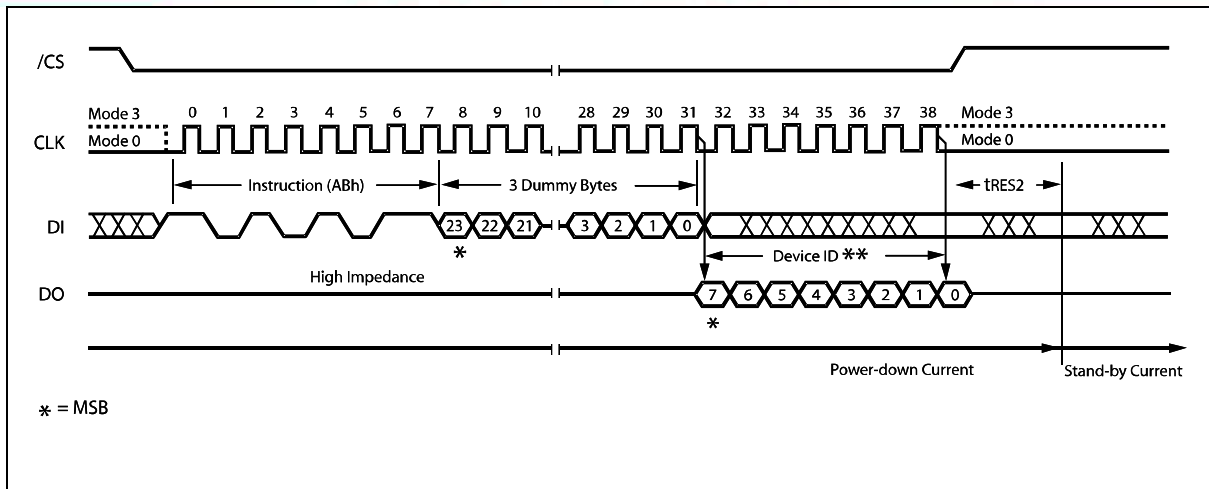 /CS
Mode 3 0 1 2 3 4 5 6 7 8 9 10 28 29 30 31 32 33 34 35 36 37 38 Mode 3
CLK Mode 0 Mode 0
Instruction (ABh) 3 Dummy Bytes tRES2
DI 23 22 21 3 2 1 0
* Device ID **
High Impedance
DO 7 6 5 4 3 2 1 0
*
Power-down Current Stand-by Current
* = MSB